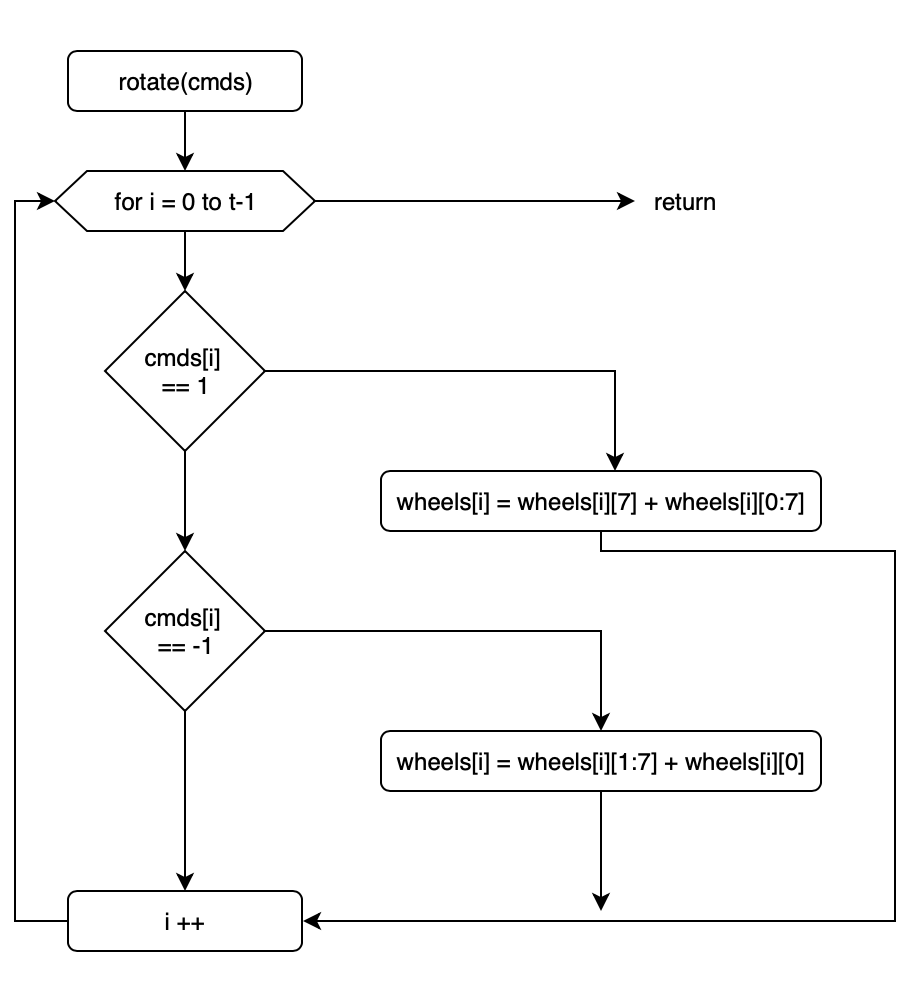 rotate(cmds)
for i = 0 to t-1
return
cmds[i]
== 1
wheels[i] = wheels[i][7] + wheels[i][0:7]
cmds[i]
== -1
wheels[i] = wheels[i][1:7] + wheels[i][0]
i ++